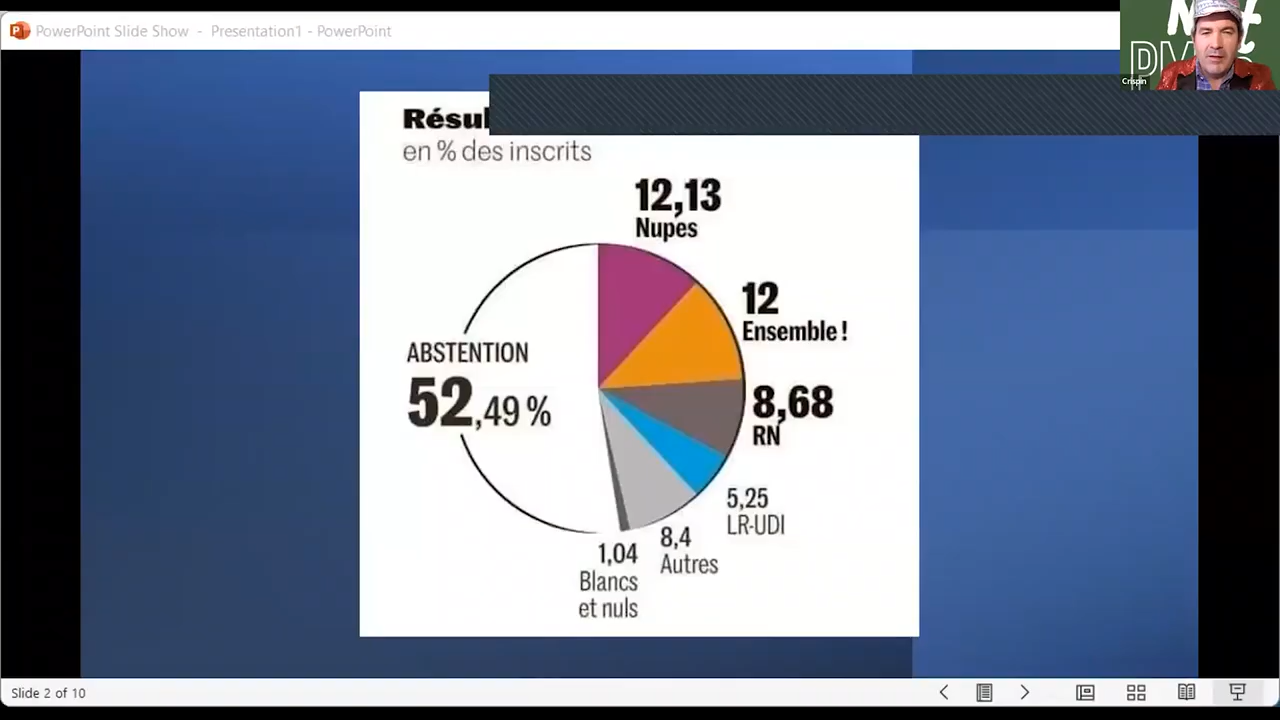 PowerPoint Slide Show - Presentation1 - PowerPoint
Crispin
en % des inscrits
12,13
Nupes
12
Ensemble !
ABSTENTION
52,49 %
8,68
RN
5,25
LR-UDI
8,4
Autres
1,04
Blancs
et nuls
Slide 2 of 10